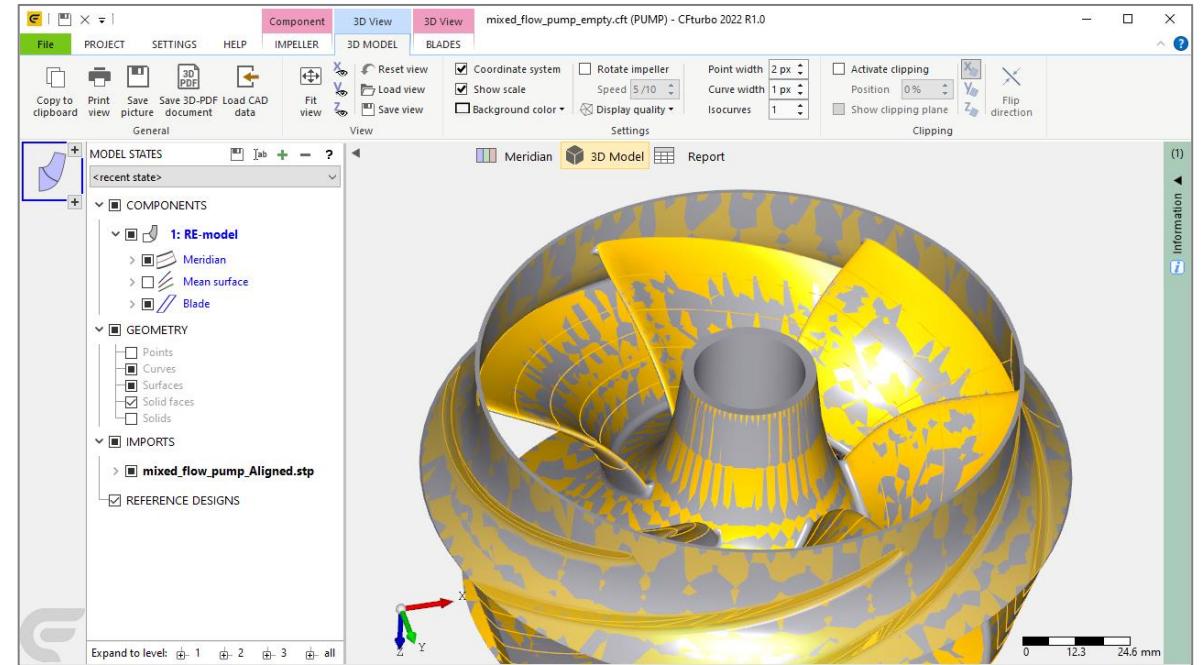 mixed_flow_pump_empty.cft (PUMP) - CFturbo 2022 R1.0
Component 3D View 3D View
File PROJECT SETTINGS HELP IMPELLER 3D MODEL BLADES
Copy to clipboard
Print view
Save picture
Save 3D-PDF document
3D PDF
Load CAD data
General
Fit view
X
Y
Z
Reset view
Load view
Save view
View
Coordinate system
Show scale
Background color
Rotate impeller
Speed 5 /10
Display quality
Point width 2 px
Curve width 1 px
Isocurves 1
Settings
Activate clipping
Position 0 %
Show clipping plane
X
Y
Z
Flip direction
Clipping
MODEL STATES Iab + − ?
<recent state>
COMPONENTS
1: RE-model
Meridian
Mean surface
Blade
GEOMETRY
Points
Curves
Surfaces
Solid faces
Solids
IMPORTS
mixed_flow_pump_Aligned.stp
REFERENCE DESIGNS
Expand to level: 1 2 3 all
Meridian 3D Model Report
(1)
Information
i
X
Y
Z
0 12.3 24.6 mm